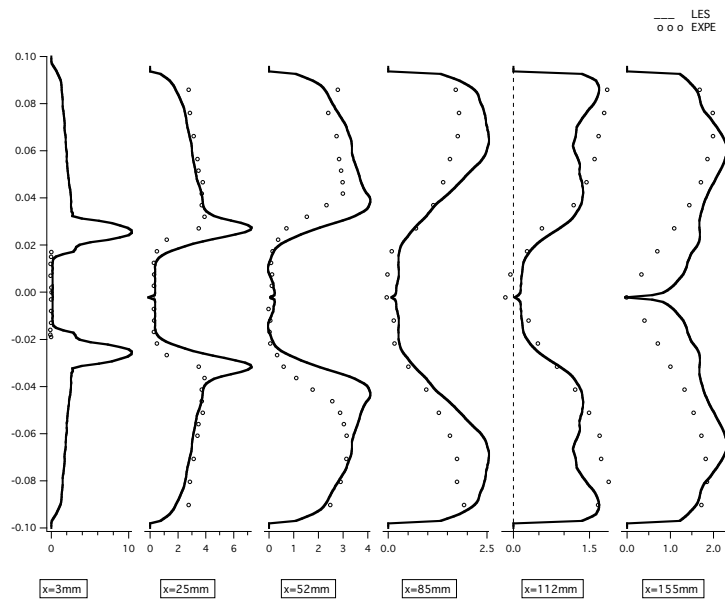 LES
o o o EXPE
0.10
0.08
0.06
0.04
0.02
0.00
-0.02
-0.04
-0.06
-0.08
-0.10
0 10 0 2 4 6 0 1 2 3 4 0.0 2.5 0.0 1.5 0.0 1.0 2.0
x=3mm x=25mm x=52mm x=85mm x=112mm x=155mm